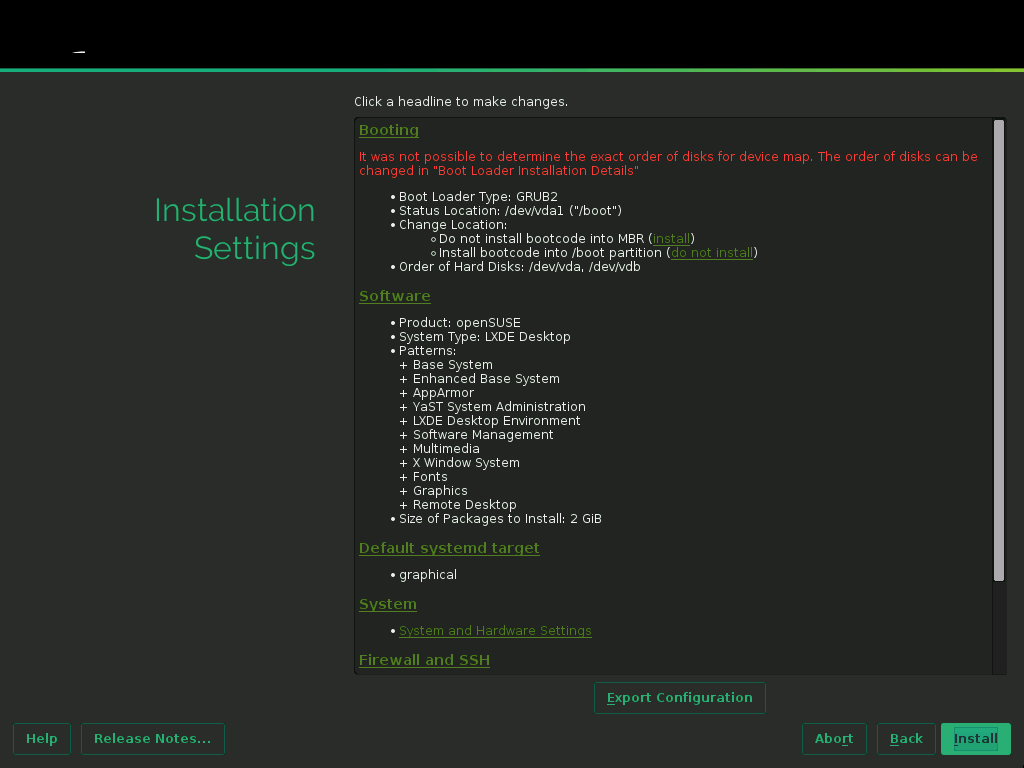 Click a headline to make changes.
Installation
Settings
Booting
It was not possible to determine the exact order of disks for device map. The order of disks can be
changed in "Boot Loader Installation Details"
• Boot Loader Type: GRUB2
• Status Location: /dev/vda1 ("/boot")
• Change Location:
◦ Do not install bootcode into MBR (install)
◦ Install bootcode into /boot partition (do not install)
• Order of Hard Disks: /dev/vda, /dev/vdb
Software
• Product: openSUSE
• System Type: LXDE Desktop
• Patterns:
+ Base System
+ Enhanced Base System
+ AppArmor
+ YaST System Administration
+ LXDE Desktop Environment
+ Software Management
+ Multimedia
+ X Window System
+ Fonts
+ Graphics
+ Remote Desktop
• Size of Packages to Install: 2 GiB
Default systemd target
• graphical
System
• System and Hardware Settings
Firewall and SSH
Export Configuration
Help
Release Notes...
Abort
Back
Install